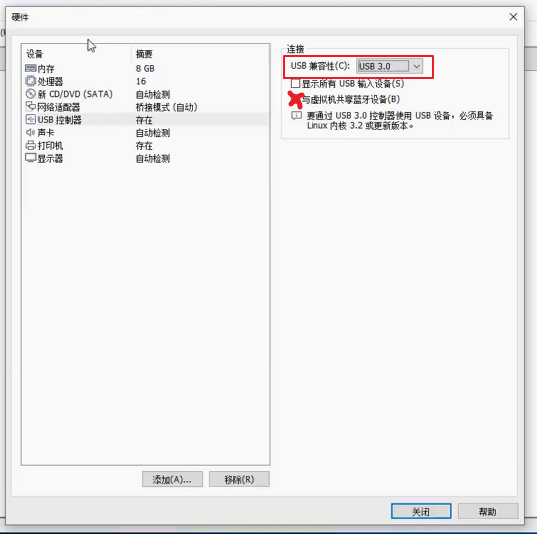 硬件
设备 摘要
内存 8 GB
处理器 16
新 CD/DVD (SATA) 自动检测
网络适配器 桥接模式 (自动)
USB 控制器 存在
声卡 自动检测
打印机 存在
显示器 自动检测
添加(A)... 移除(R)
连接
USB 兼容性(C): USB 3.0
显示所有 USB 输入设备(S)
与虚拟机共享蓝牙设备(B)
要通过 USB 3.0 控制器使用 USB 设备，必须具备
Linux 内核 3.2 或更新版本。
关闭 帮助